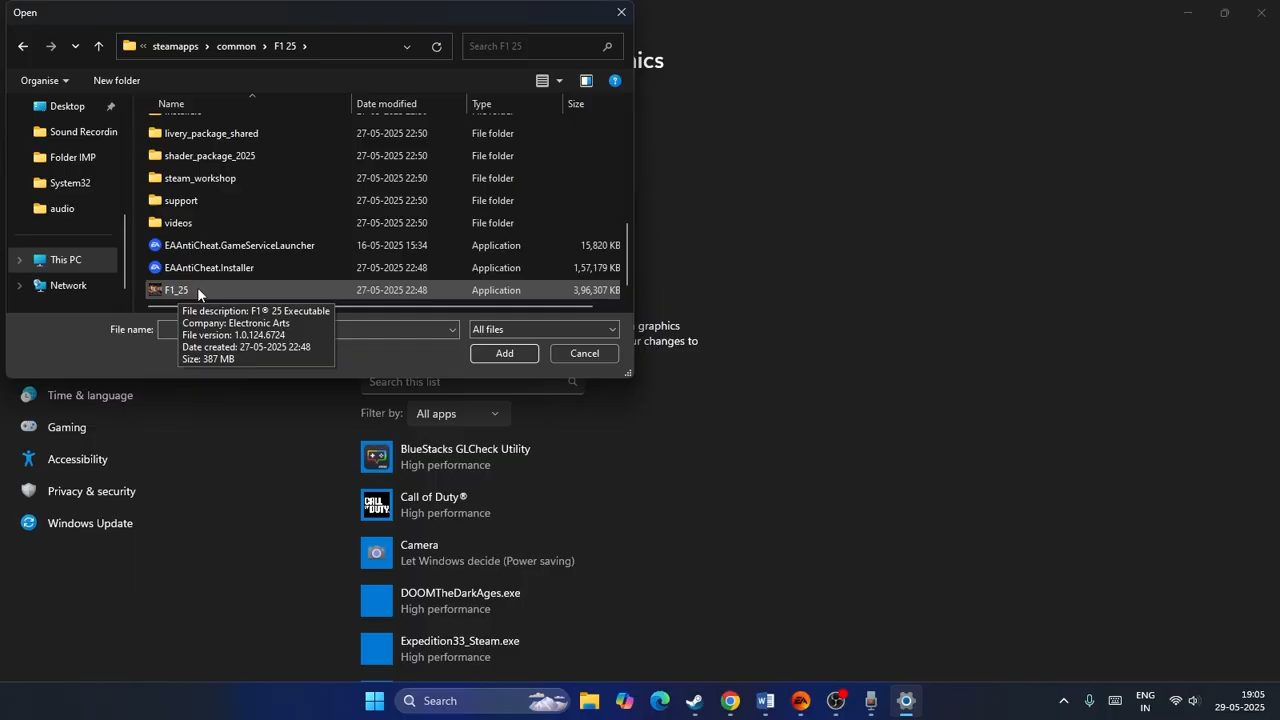 Open
steamapps
common
F1 25
Search F1 25
Organise
New folder
Name
Date modified
Type
Size
Desktop
Sound Recordin
Folder IMP
System32
audio
This PC
Network
livery_package_shared 27-05-2025 22:50 File folder
shader_package_2025 27-05-2025 22:50 File folder
steam_workshop 27-05-2025 22:50 File folder
support 27-05-2025 22:50 File folder
videos 27-05-2025 22:50 File folder
EAAntiCheat.GameServiceLauncher 16-05-2025 15:34 Application 15,820 KB
EAAntiCheat.Installer 27-05-2025 22:48 Application 1,57,179 KB
F1_25 27-05-2025 22:48 Application 3,96,307 KB
File description: F1® 25 Executable
Company: Electronic Arts
File version: 1.0.124.6724
Date created: 27-05-2025 22:48
Size: 387 MB
File name:
All files
Add
Cancel
ics
graphics
ur changes to
Time & language
Gaming
Accessibility
Privacy & security
Windows Update
Search this list
Filter by: All apps
BlueStacks GLCheck Utility
High performance
Call of Duty®
High performance
Camera
Let Windows decide (Power saving)
DOOMTheDarkAges.exe
High performance
Expedition33_Steam.exe
High performance
Search
ENG
IN
19:05
29-05-2025